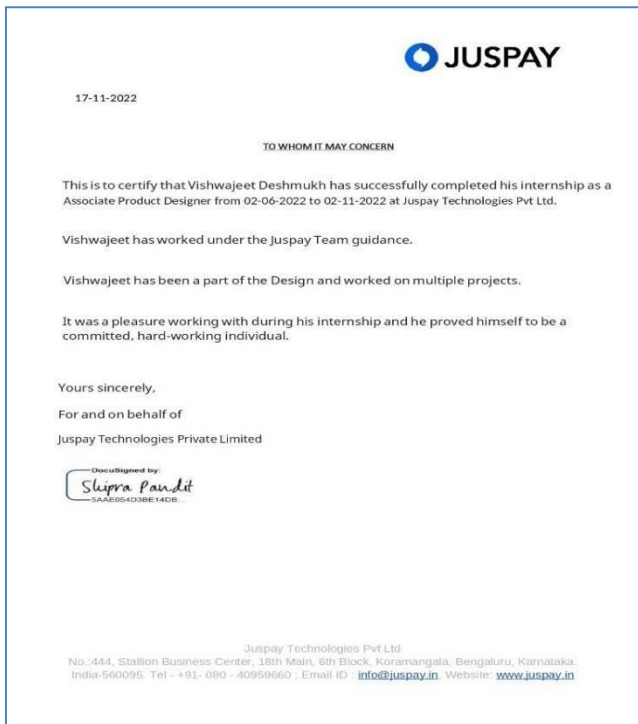 JUSPAY
17-11-2022
TO WHOM IT MAY CONCERN
This is to certify that Vishwajeet Deshmukh has successfully completed his internship as a
Associate Product Designer from 02-06-2022 to 02-11-2022 at Juspay Technologies Pvt Ltd.
Vishwajeet has worked under the Juspay Team guidance.
Vishwajeet has been a part of the Design and worked on multiple projects.
It was a pleasure working with during his internship and he proved himself to be a
committed, hard-working individual.
Yours sincerely,
For and on behalf of
Juspay Technologies Private Limited
DocuSigned by:
Shipra Pandit
5AAE054D3BE14DB...
Juspay Technologies Pvt Ltd
No.:444, Stallion Business Center, 18th Main, 6th Block, Koramangala, Bengaluru, Karnataka.
India-560095. Tel - +91- 080 - 40959660 ; Email ID : info@juspay.in, Website: www.juspay.in